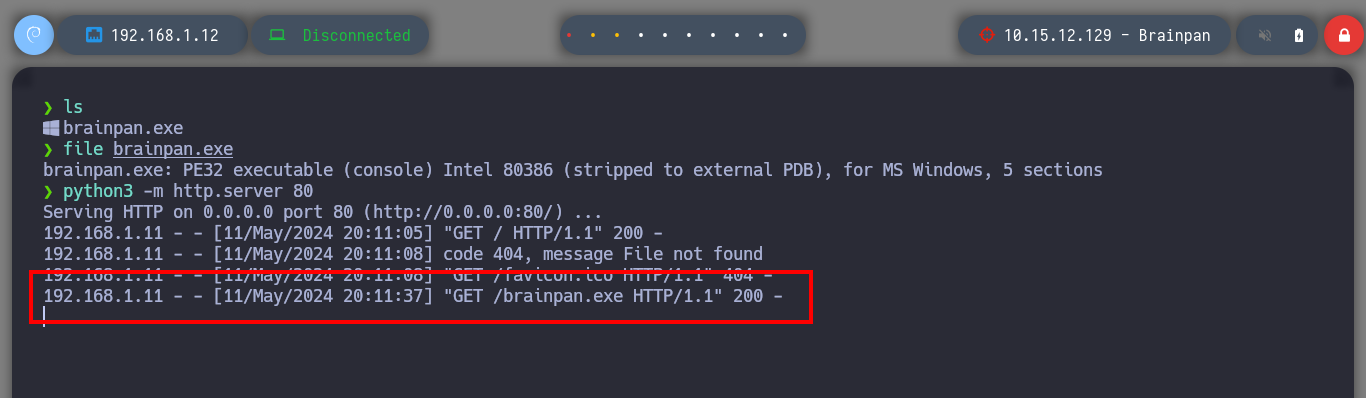 192.168.1.12 Disconnected 10.15.12.129 - Brainpan
❯ ls
brainpan.exe
❯ file brainpan.exe
brainpan.exe: PE32 executable (console) Intel 80386 (stripped to external PDB), for MS Windows, 5 sections
❯ python3 -m http.server 80
Serving HTTP on 0.0.0.0 port 80 (http://0.0.0.0:80/) ...
192.168.1.11 - - [11/May/2024 20:11:05] "GET / HTTP/1.1" 200 -
192.168.1.11 - - [11/May/2024 20:11:08] code 404, message File not found
192.168.1.11 - - [11/May/2024 20:11:08] "GET /favicon.ico HTTP/1.1" 404 -
192.168.1.11 - - [11/May/2024 20:11:37] "GET /brainpan.exe HTTP/1.1" 200 -